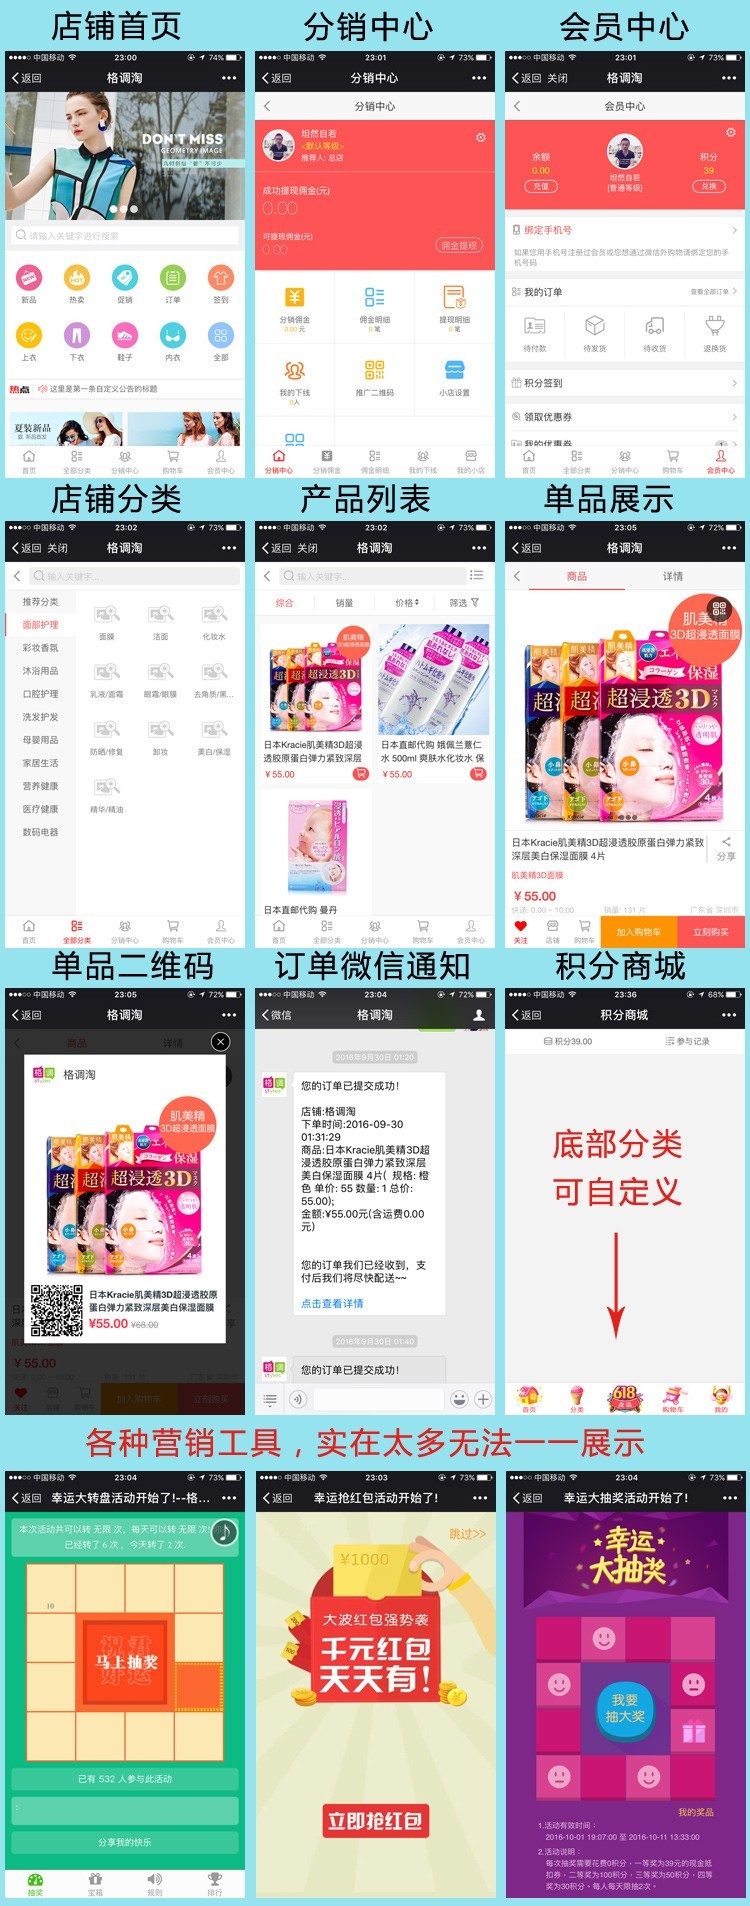 店铺首页
分销中心
会员中心
中国移动 23:00 74%
返回 格调淘
DON'T MISS
GEOMETRY IMAGE
请输入关键字进行搜索
新品 热卖 促销 订单 签到
上衣 下衣 鞋子 内衣 全部
热点 这里是第一条自定义公告的标题
夏装新品
首页 全部分类 分销中心 购物车 会员中心
中国移动 23:01 73%
返回 分销中心
分销中心
坦然自若
<默认等级>
推荐人: 总店
成功提现佣金(元)
0.00
可提现佣金(元)
0.00
佣金提现
分销佣金 佣金明细 提现明细
0.00 元 0 笔 0 笔
我的下线 推广二维码 小店设置
0人
分销中心 分销佣金 佣金明细 我的下线 我的小店
中国移动 23:01 73%
返回 关闭 格调淘
会员中心
余额
0.00
充值
坦然自若
[普通等级]
积分
39
兑换
绑定手机号
如果您用手机号注册过会员或您想通过微信外购物请绑定您的手
机号码
我的订单 查看全部订单
待付款 待发货 待收货 退换货
积分签到
领取优惠券
我的优惠券
首页 全部分类 分销中心 购物车 会员中心
店铺分类
产品列表
单品展示
中国移动 23:02 73%
返回 关闭 格调淘
输入关键字...
推荐分类
面部护理
彩妆香氛
沐浴用品
口腔护理
洗发护发
母婴用品
家居生活
营养健康
医疗健康
数码电器
面膜 洁面 化妆水
乳液/面霜 眼霜/眼膜 去角质/黑...
防晒/修复 卸妆 美白/保湿
精华/精油
首页 全部分类 分销中心 购物车 会员中心
中国移动 23:02 73%
返回 关闭 格调淘
输入关键字...
综合 销量 价格 筛选
肌美精
3D超浸透面膜
日本Kracie肌美精3D超浸
透胶原蛋白弹力紧致深层
￥55.00
日本直邮代购 娥佩兰薏仁
水 500ml 爽肤水化妆水 保
￥55.00
日本直邮代购 曼丹
首页 全部分类 分销中心 购物车 会员中心
中国移动 23:05 72%
返回 格调淘
商品 详情
肌美精
3D超浸透面膜
超浸透3D
日本Kracie肌美精3D超浸透胶原蛋白弹力紧致
深层美白保湿面膜 4片
分享
肌美精3D面膜
￥55.00
快递: 0.00 ~ 10.00 销量: 131 片 广东省 深圳市
关注 店铺 购物车 加入购物车 立刻购买
单品二维码
订单微信通知
积分商城
中国移动 23:05 72%
返回 格调淘
商品 详情
格调 格调淘
肌美精
3D超浸透面膜
超浸透3D
日本Kracie肌美精3D超浸透胶原
蛋白弹力紧致深层美白保湿面膜
¥55.00 ¥68.00
￥55.00
关注 店铺 购物车 加入购物车 立刻购买
中国移动 23:04 72%
微信 格调淘
2016年9月30日 01:20
您的订单已提交成功！
店铺:格调淘
下单时间:2016-09-30
01:31:29
商品:日本Kracie肌美精3D超
浸透胶原蛋白弹力紧致深层
美白保湿面膜 4片( 规格: 橙
色 单价: 55 数量: 1 总价:
55.00);
金额:¥55.00元(含运费0.00
元)
您的订单我们已经收到，支
付后我们将尽快配送~~
点击查看详情
2016年9月30日 01:40
您的订单已提交成功！
中国移动 23:36 68%
返回 积分商城
积分39.00 参与记录
底部分类
可自定义
首页 分类 618 购物车 我的
各种营销工具，实在太多无法一一展示
中国移动 23:04 73%
返回 幸运大转盘活动开始了!--格...
本次活动共可以转 无限 次，每天可以转 无限 次!
已经转了 6 次， 今天转了 2 次.
10
祝君好运
马上抽奖
已有 532 人参与此活动
分享我的快乐
抽奖 宝箱 规则 排行
中国移动 23:03 73%
返回 幸运抢红包活动开始了!
跳过>>
¥1000
大波红包强势袭
千元红包
天天有!
立即抢红包
中国移动 23:04 73%
返回 幸运大抽奖活动开始了!
幸运
大抽奖
我要
抽大奖
我的奖品
1.活动有效时间：
2016-10-01 19:07:00 至 2016-10-11 13:33:00
2.活动说明：
每次抽奖需要花费0积分，一等奖为39元的现金抵
扣券，二等奖为100积分，三等奖为50积分，四等
奖为30积分。每人每天限抽2次。